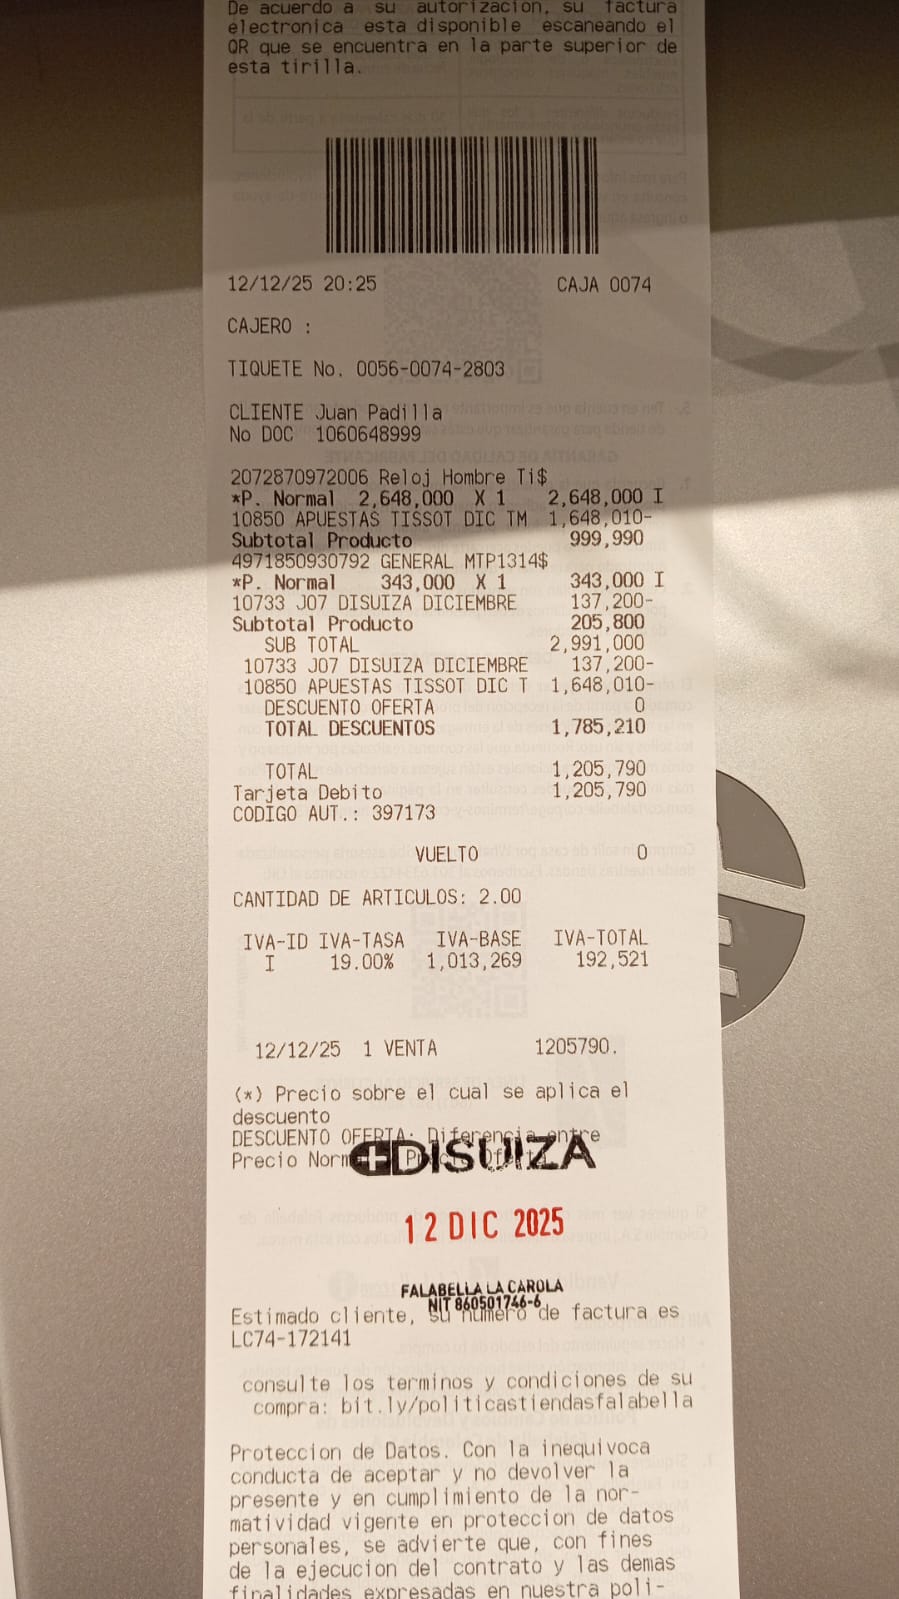 De acuerdo a su autorizacion, su factura
electronica esta disponible escaneando el
QR que se encuentra en la parte superior de
esta tirilla.
12/12/25 20:25 CAJA 0074
CAJERO :
TIQUETE No. 0056-0074-2803
CLIENTE Juan Padilla
No DOC 1060648999
2072870972006 Reloj Hombre Ti$
*P. Normal 2,648,000 X 1 2,648,000 I
10850 APUESTAS TISSOT DIC TM 1,648,010-
Subtotal Producto 999,990
4971850930792 GENERAL MTP1314$
*P. Normal 343,000 X 1 343,000 I
10733 J07 DISUIZA DICIEMBRE 137,200-
Subtotal Producto 205,800
SUB TOTAL 2,991,000
10733 J07 DISUIZA DICIEMBRE 137,200-
10850 APUESTAS TISSOT DIC T 1,648,010-
DESCUENTO OFERTA 0
TOTAL DESCUENTOS 1,785,210
TOTAL 1,205,790
Tarjeta Debito 1,205,790
CODIGO AUT.: 397173
VUELTO 0
CANTIDAD DE ARTICULOS: 2.00
IVA-ID IVA-TASA IVA-BASE IVA-TOTAL
I 19.00% 1,013,269 192,521
12/12/25 1 VENTA 1205790.
(*) Precio sobre el cual se aplica el
descuento
DESCUENTO OFERTA: Diferencia entre
Precio Normal
DISUIZA
12 DIC 2025
FALABELLA LA CAROLA
NIT 860501746-6
Estimado cliente, su numero de factura es
LC74-172141
consulte los terminos y condiciones de su
compra: bit.ly/politicastiendasfalabella
Proteccion de Datos. Con la inequivoca
conducta de aceptar y no devolver la
presente y en cumplimiento de la nor-
matividad vigente en proteccion de datos
personales, se advierte que, con fines
de la ejecucion del contrato y las demas
finalidades expresadas en nuestra poli-